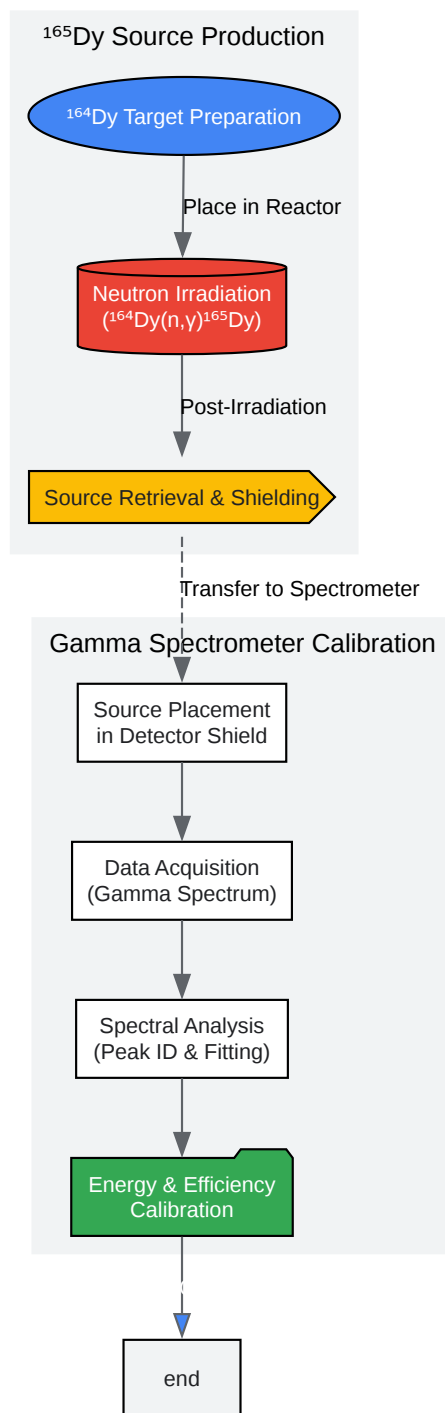 ¹⁶⁵Dy Source Production
¹⁶⁴Dy Target Preparation
Place in Reactor
Neutron Irradiation
(¹⁶⁴Dy(n,γ)¹⁶⁵Dy)
Post-Irradiation
Source Retrieval & Shielding
Transfer to Spectrometer
Gamma Spectrometer Calibration
Source Placement
in Detector Shield
Data Acquisition
(Gamma Spectrum)
Spectral Analysis
(Peak ID & Fitting)
Energy & Efficiency
Calibration
end